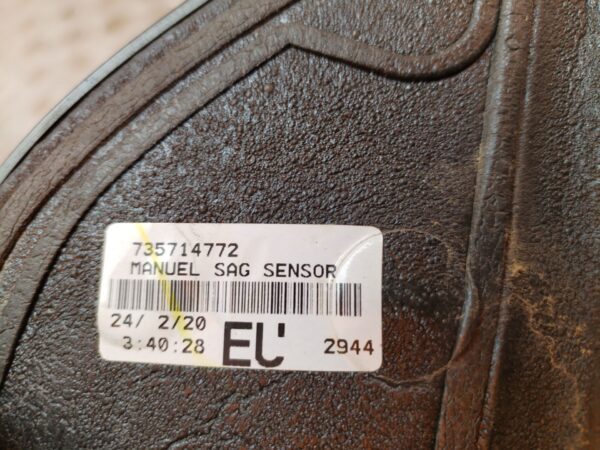 735714772
MANUEL SAG SENSOR
24/ 2/20
3:40:28
EU
2944